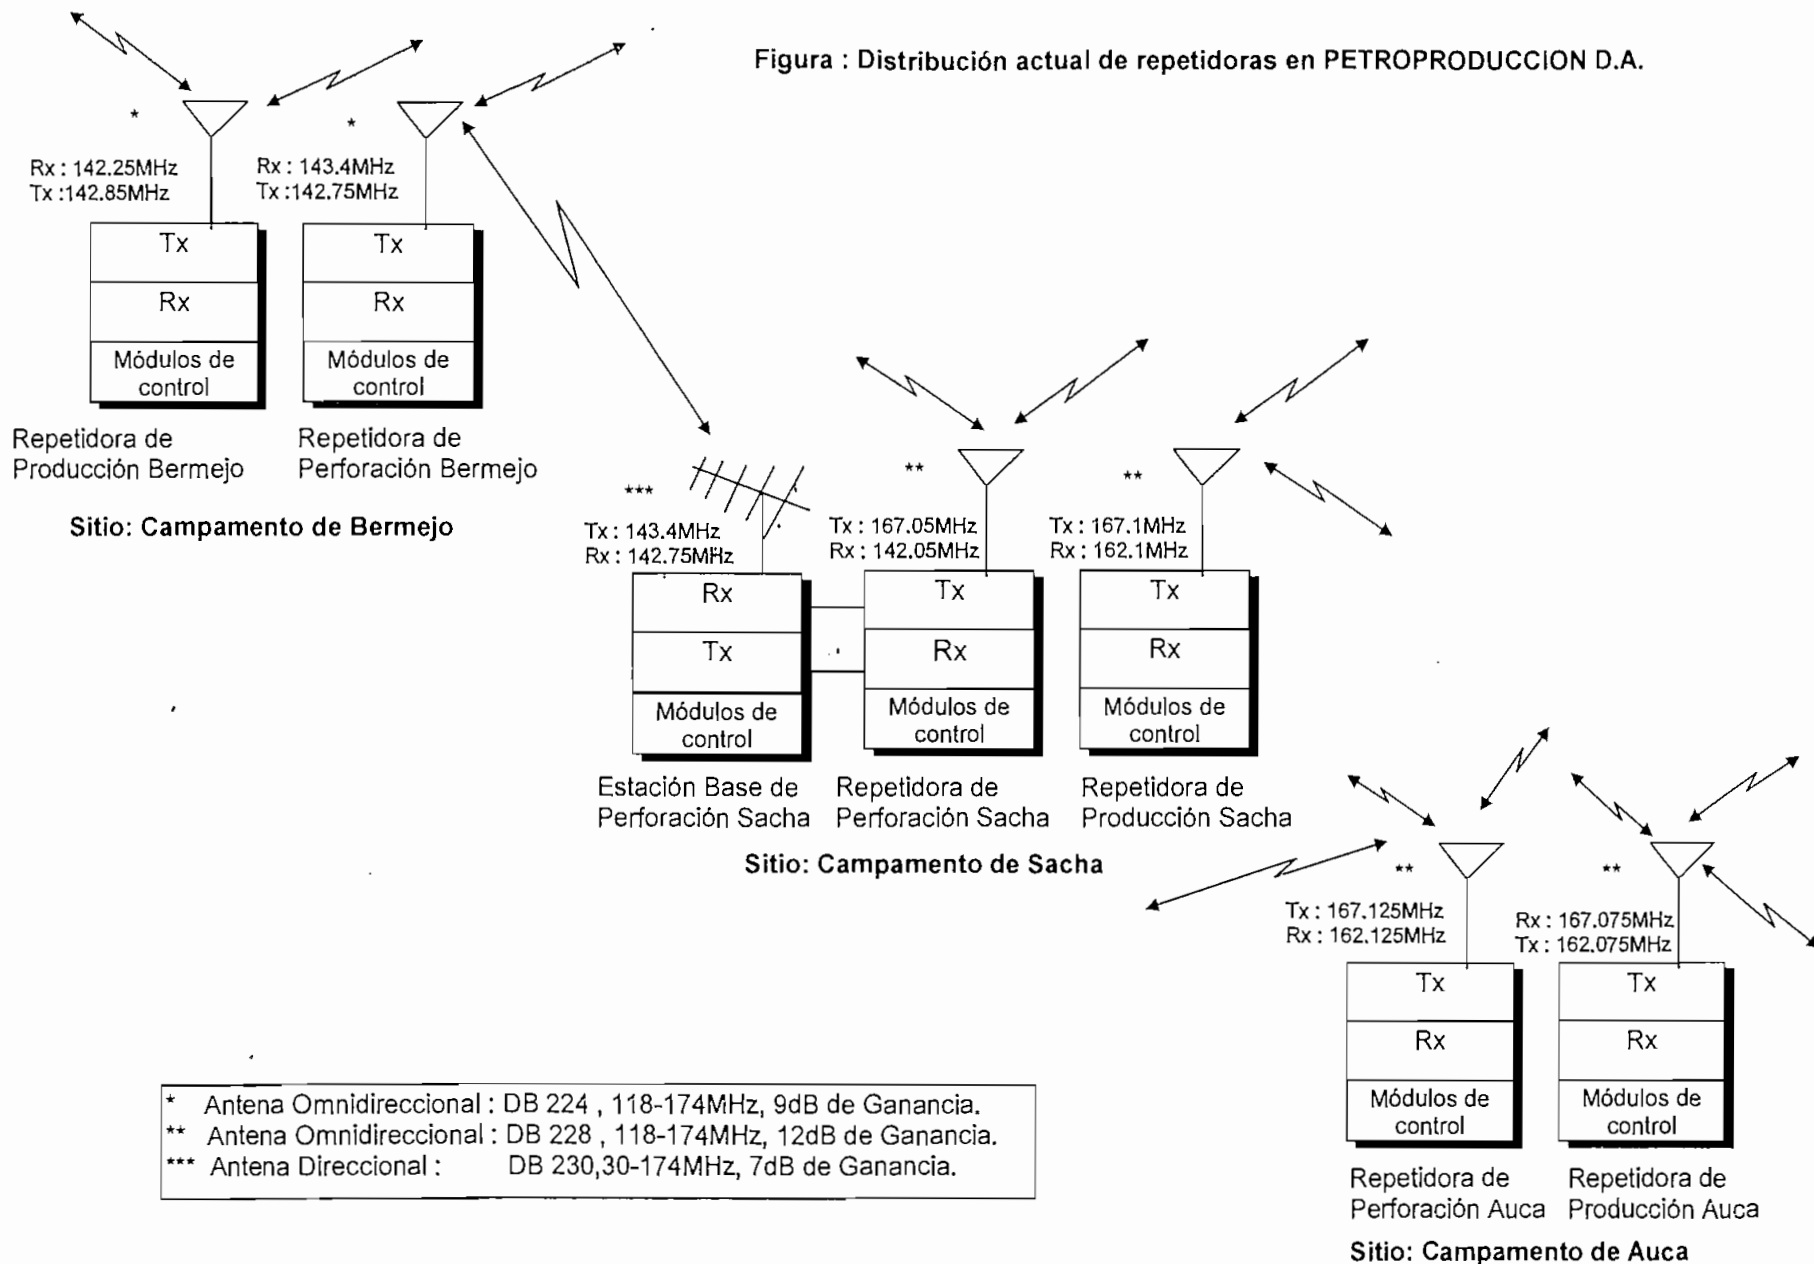 Figura : Distribución actual de repetidoras en PETROPRODUCCION D.A.
*
*
Rx : 142.25MHz
Tx :142.85MHz
Rx : 143.4MHz
Tx :142.75MHz
Tx
Rx
Módulos de
control
Tx
Rx
Módulos de
control
Repetidora de
Producción Bermejo
Repetidora de
Perforación Bermejo
Sitio: Campamento de Bermejo
***
**
**
Tx : 143.4MHz
Rx : 142.75MHz
Tx : 167.05MHz
Rx : 142.05MHz
Tx : 167.1MHz
Rx : 162.1MHz
Rx
Tx
Módulos de
control
Tx
Rx
Módulos de
control
Tx
Rx
Módulos de
control
Estación Base de
Perforación Sacha
Repetidora de
Perforación Sacha
Repetidora de
Producción Sacha
Sitio: Campamento de Sacha
**
**
Tx : 167.125MHz
Rx : 162.125MHz
Rx : 167.075MHz
Tx : 162.075MHz
Tx
Rx
Módulos de
control
Tx
Rx
Módulos de
control
Repetidora de
Perforación Auca
Repetidora de
Producción Auca
Sitio: Campamento de Auca
* Antena Omnidireccional : DB 224 , 118-174MHz, 9dB de Ganancia.
** Antena Omnidireccional : DB 228 , 118-174MHz, 12dB de Ganancia.
*** Antena Direccional : DB 230,30-174MHz, 7dB de Ganancia.